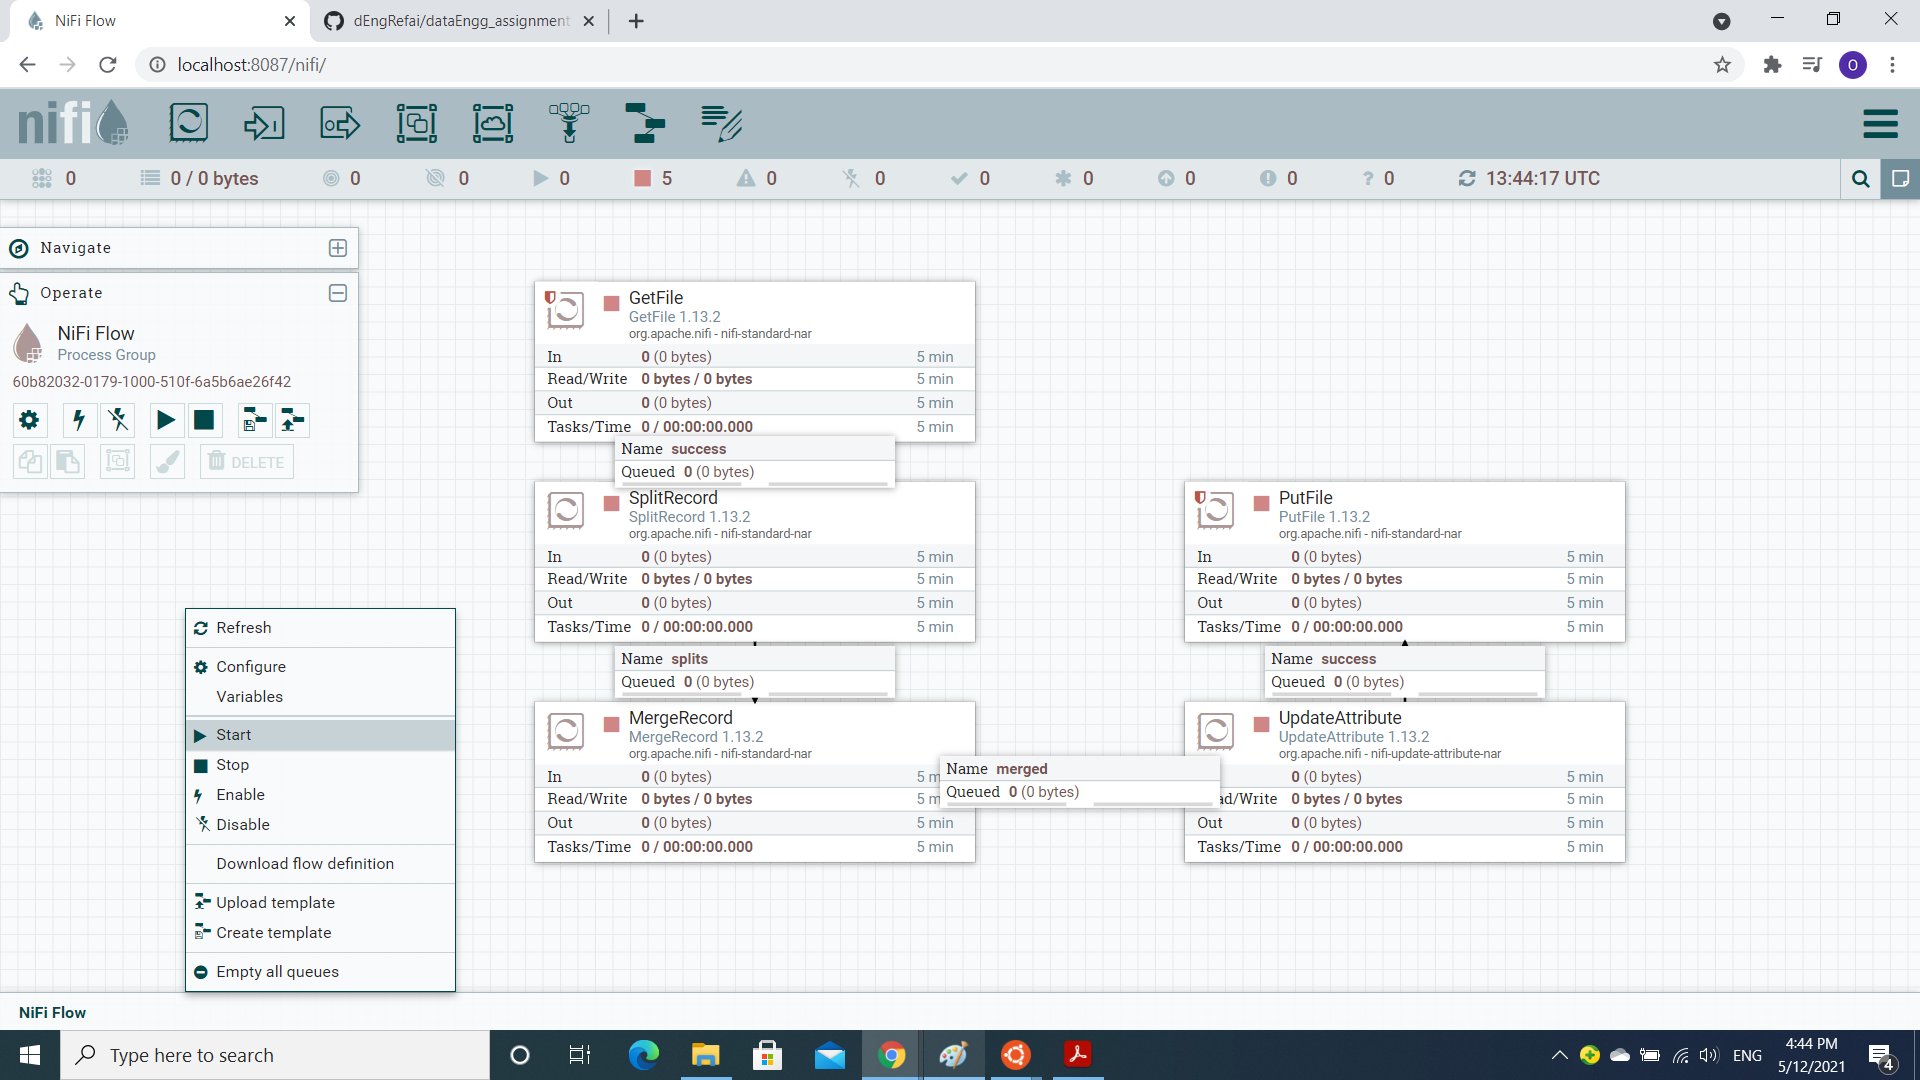 NiFi Flow
dEngRefai/dataEngg_assignment
localhost:8087/nifi/
O
nifi
0
0 / 0 bytes
0
0
0
5
0
0
0
0
0
0
? 0
13:44:17 UTC
Navigate
Operate
NiFi Flow
Process Group
60b82032-0179-1000-510f-6a5b6ae26f42
DELETE
GetFile
GetFile 1.13.2
org.apache.nifi - nifi-standard-nar
In 0 (0 bytes) 5 min
Read/Write 0 bytes / 0 bytes 5 min
Out 0 (0 bytes) 5 min
Tasks/Time 0 / 00:00:00.000 5 min
Name success
Queued 0 (0 bytes)
SplitRecord
SplitRecord 1.13.2
org.apache.nifi - nifi-standard-nar
In 0 (0 bytes) 5 min
Read/Write 0 bytes / 0 bytes 5 min
Out 0 (0 bytes) 5 min
Tasks/Time 0 / 00:00:00.000 5 min
Name splits
Queued 0 (0 bytes)
MergeRecord
MergeRecord 1.13.2
org.apache.nifi - nifi-standard-nar
In 0 (0 bytes) 5 m
Read/Write 0 bytes / 0 bytes 5 m
Out 0 (0 bytes) 5 min
Tasks/Time 0 / 00:00:00.000 5 min
Name merged
Queued 0 (0 bytes)
PutFile
PutFile 1.13.2
org.apache.nifi - nifi-standard-nar
In 0 (0 bytes) 5 min
Read/Write 0 bytes / 0 bytes 5 min
Out 0 (0 bytes) 5 min
Tasks/Time 0 / 00:00:00.000 5 min
Name success
Queued 0 (0 bytes)
UpdateAttribute
UpdateAttribute 1.13.2
org.apache.nifi - nifi-update-attribute-nar
0 (0 bytes) 5 min
ad/Write 0 bytes / 0 bytes 5 min
Out 0 (0 bytes) 5 min
Tasks/Time 0 / 00:00:00.000 5 min
Refresh
Configure
Variables
Start
Stop
Enable
Disable
Download flow definition
Upload template
Create template
Empty all queues
NiFi Flow
Type here to search
ENG
4:44 PM
5/12/2021
4